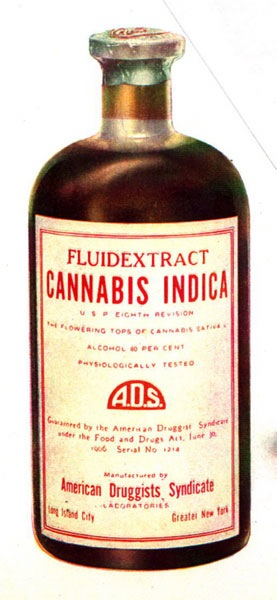 FLUIDEXTRACT
CANNABIS INDICA
U S P EIGHTH REVISION
THE FLOWERING TOPS OF CANNABIS SATIVA L
ALCOHOL 80 PER CENT
PHYSIOLOGICALLY TESTED
A.D.S.
Guaranteed by the American Druggist Syndicate
under the Food and Drugs Act, June 30,
1906. Serial No 1214
Manufactured by
American Druggists Syndicate
LABORATORIES
Long Island City Greater New York